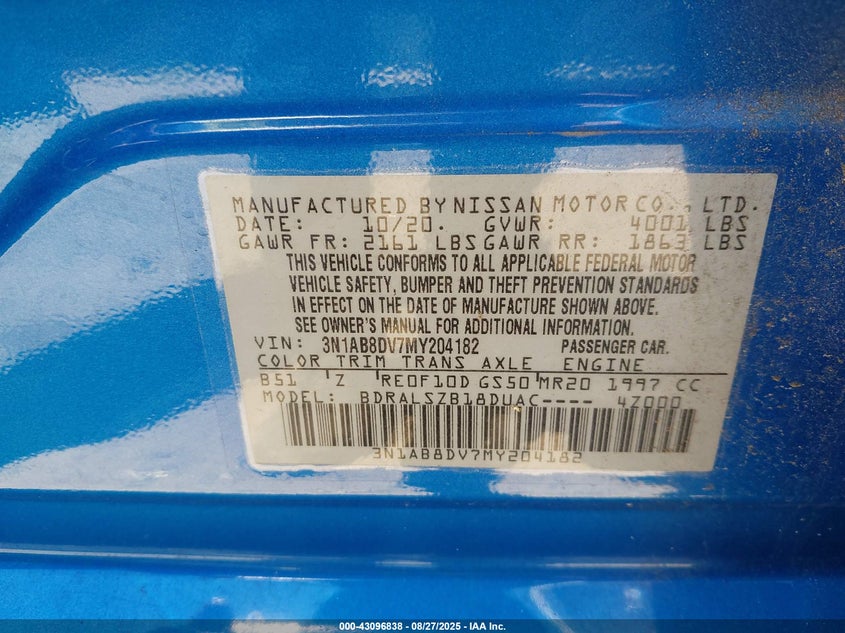 MANUFACTURED BY NISSAN MOTOR CO., LTD.
DATE: 10/20. GVWR: 4001 LBS
GAWR FR: 2161 LBS GAWR RR: 1863 LBS
THIS VEHICLE CONFORMS TO ALL APPLICABLE FEDERAL MOTOR
VEHICLE SAFETY, BUMPER AND THEFT PREVENTION STANDARDS
IN EFFECT ON THE DATE OF MANUFACTURE SHOWN ABOVE.
SEE OWNER'S MANUAL FOR ADDITIONAL INFORMATION.
VIN: 3N1AB8DV7MY204182 PASSENGER CAR.
COLOR TRIM TRANS AXLE ENGINE
B51 Z RE0F10D GS50 MR20 1997 CC
MODEL: BDRALSZB18DUAC---- 4Z000
3N1AB8DV7MY204182
000-43096838 - 08/27/2025 - IAA Inc.